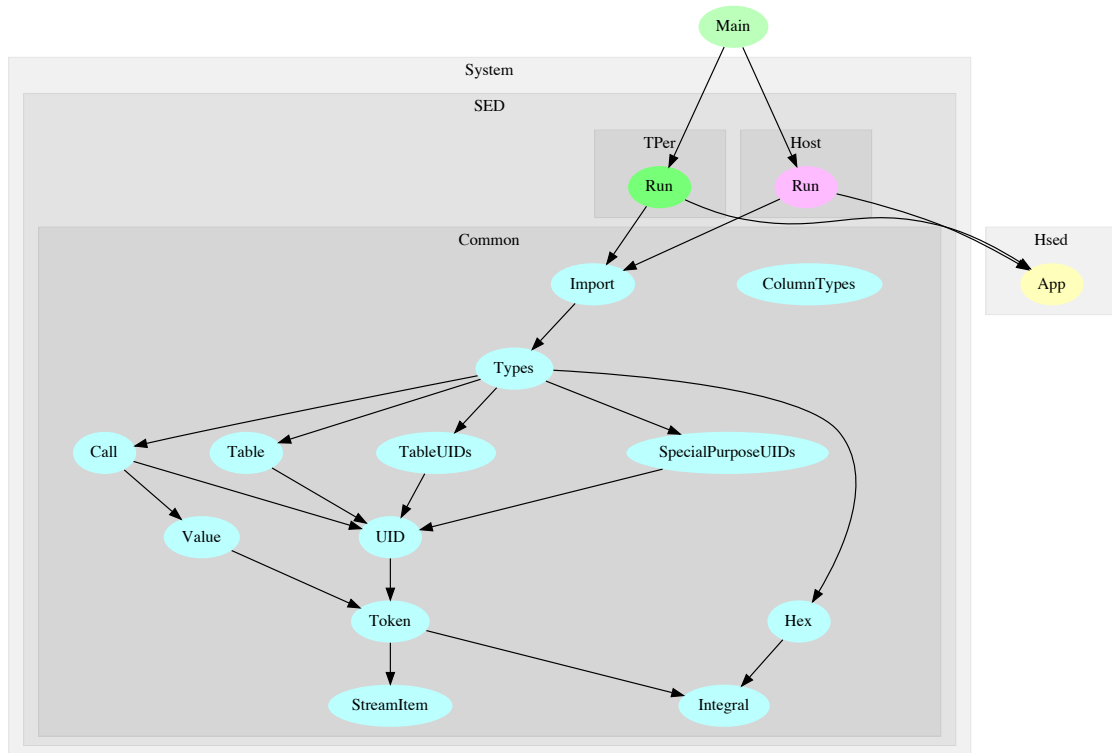 Main
System
SED
TPer
Host
Run
Run
Common
Hsed
Import
ColumnTypes
App
Types
Call
Table
TableUIDs
SpecialPurposeUIDs
Value
UID
Token
Hex
StreamItem
Integral